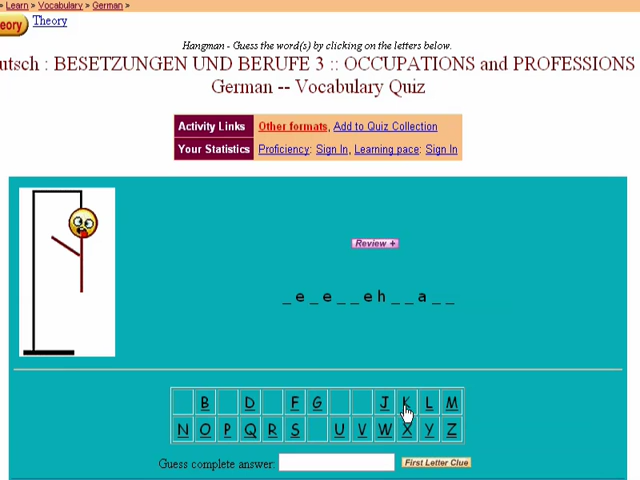 » Learn » Vocabulary » German »
eory Theory
Hangman - Guess the word(s) by clicking on the letters below.
utsch : BESETZUNGEN UND BERUFE 3 :: OCCUPATIONS and PROFESSIONS
German -- Vocabulary Quiz
Activity Links Other formats, Add to Quiz Collection
Your Statistics Proficiency: Sign In, Learning pace: Sign In
Review +
_ e _ e _ _ e h _ _ a _ _
B D F G J K L M
N O P Q R S U V W X Y Z
Guess complete answer: First Letter Clue